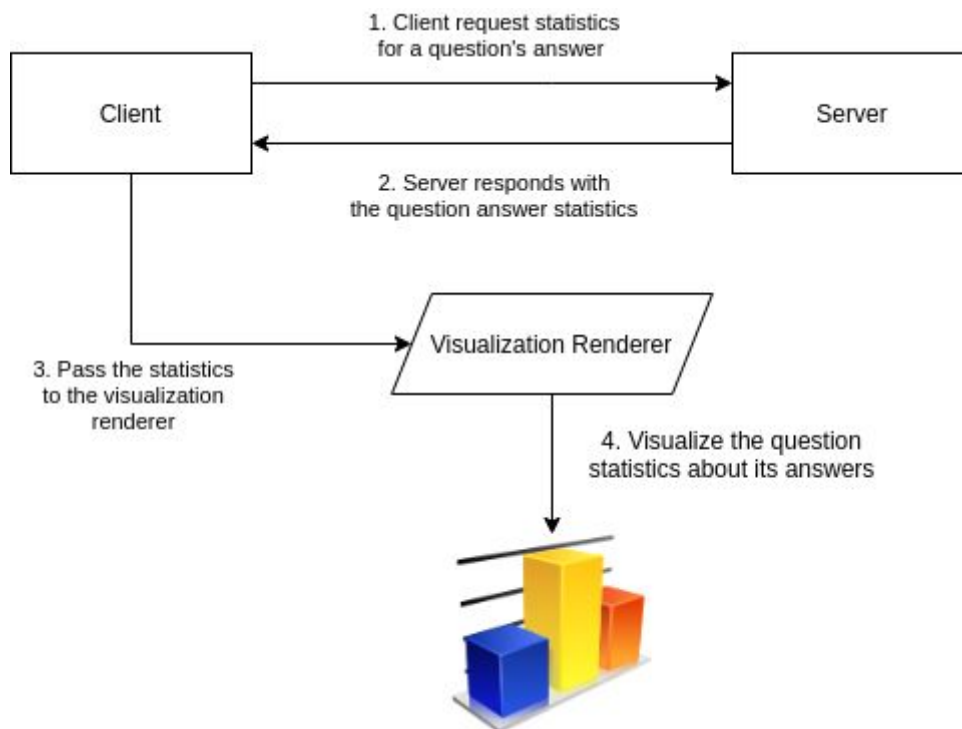 1. Client request statistics
for a question's answer
Client
Server
2. Server responds with
the question answer statistics
Visualization Renderer
3. Pass the statistics
to the visualization
renderer
4. Visualize the question
statistics about its answers